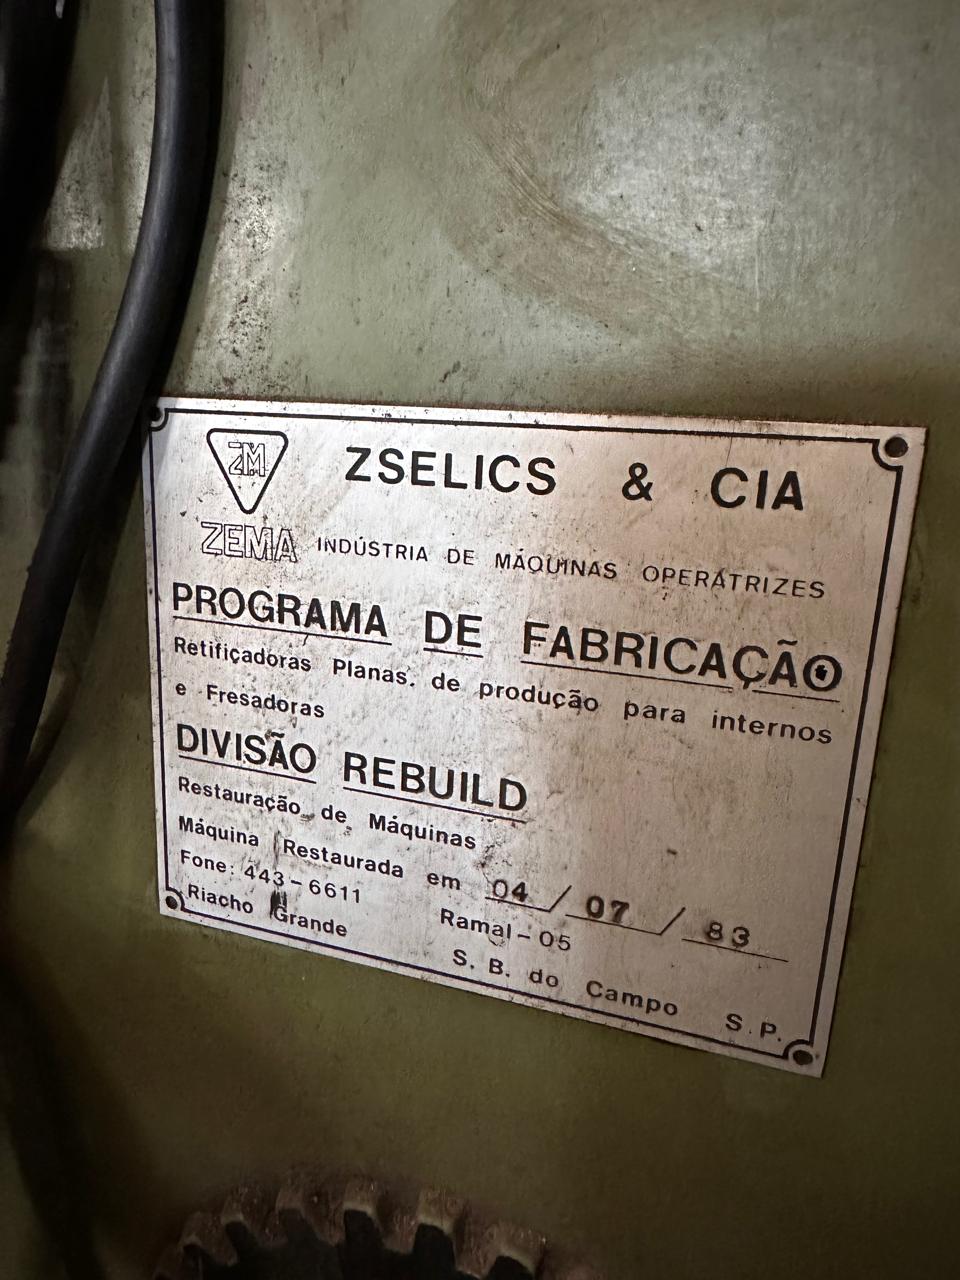 ZM
ZSELICS & CIA
ZEMA INDÚSTRIA DE MÁQUINAS OPERATRIZES
PROGRAMA DE FABRICAÇÃO
Retifiçadoras Planas. de produção para internos
e Fresadoras
DIVISÃO REBUILD
Restauração de Máquinas
Máquina Restaurada em 04 / 07 / 83
Fone: 443-6611 Ramal-05
Riacho Grande S. B. do Campo S.P.